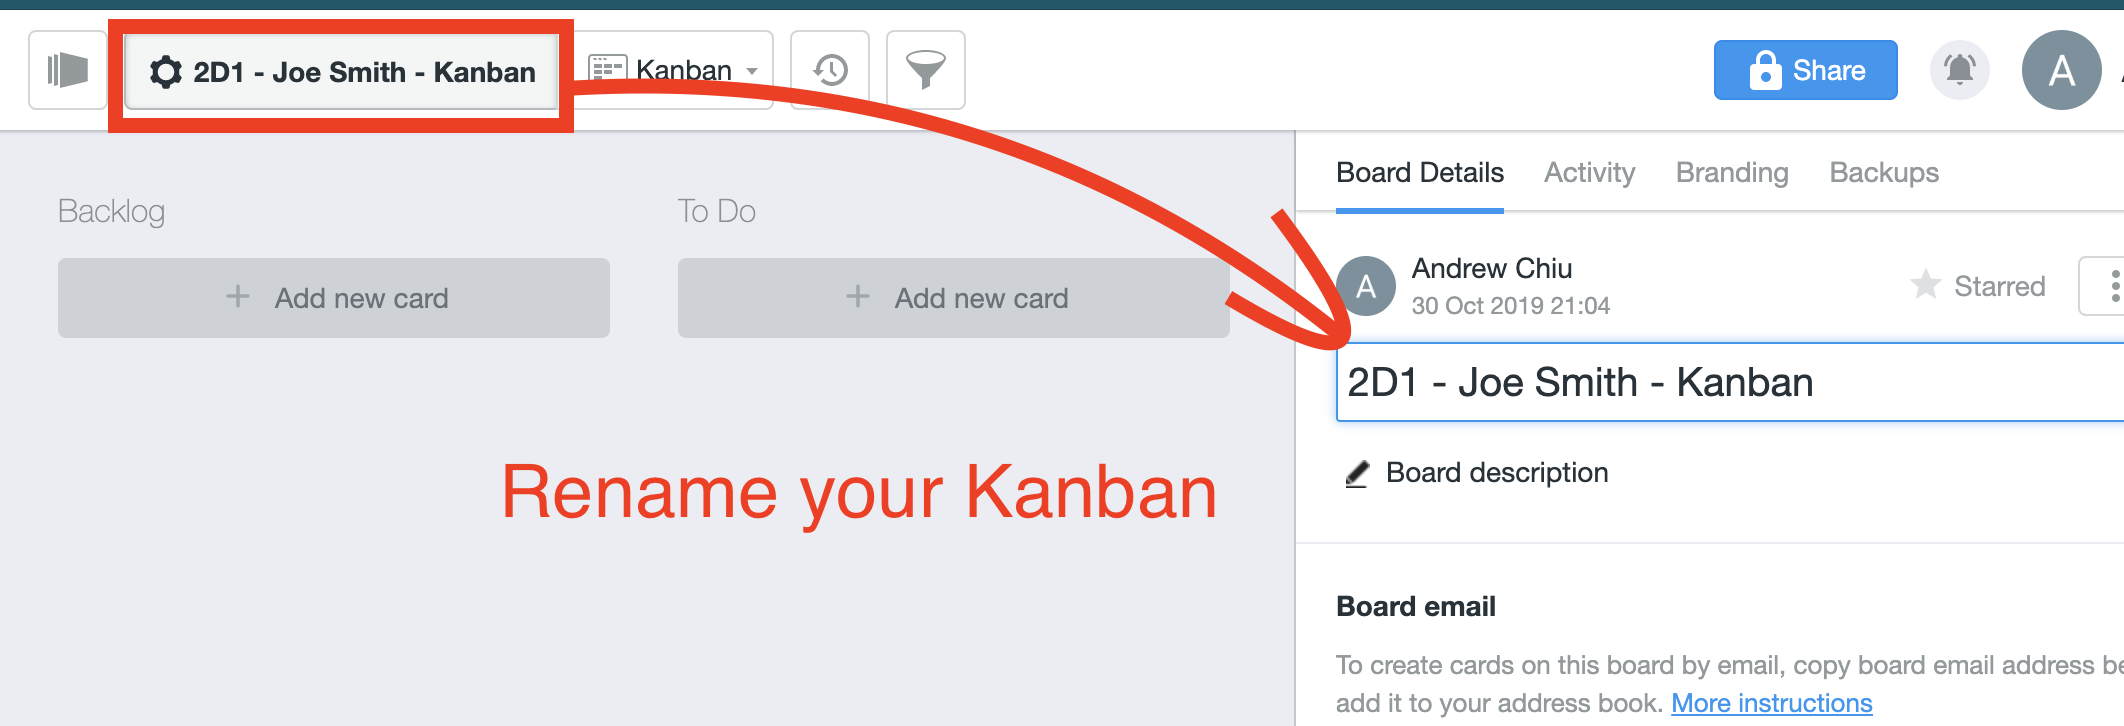 2D1 - Joe Smith - Kanban
Kanban
Share
A
Board Details Activity Branding Backups
Backlog
To Do
Add new card
Add new card
A
Andrew Chiu
30 Oct 2019 21:04
Starred
2D1 - Joe Smith - Kanban
Rename your Kanban
Board description
Board email
To create cards on this board by email, copy board email address
add it to your address book. More instructions